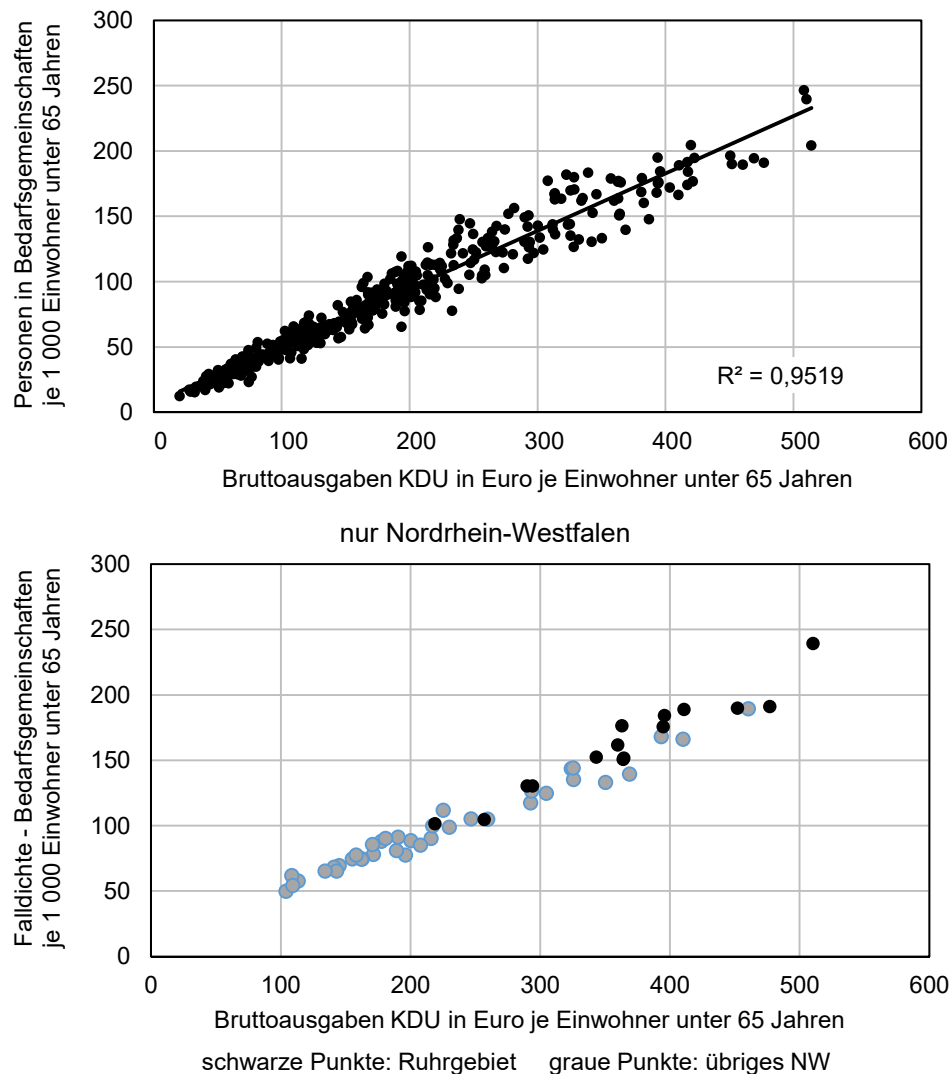 Personen in Bedarfsgemeinschaften
je 1 000 Einwohner unter 65 Jahren
300
250
200
150
100
50
0
R² = 0,9519
0 100 200 300 400 500 600
Bruttoausgaben KDU in Euro je Einwohner unter 65 Jahren
nur Nordrhein-Westfalen
Falldichte - Bedarfsgemeinschaften
je 1 000 Einwohner unter 65 Jahren
300
250
200
150
100
50
0
0 100 200 300 400 500 600
Bruttoausgaben KDU in Euro je Einwohner unter 65 Jahren
schwarze Punkte: Ruhrgebiet graue Punkte: übriges NW